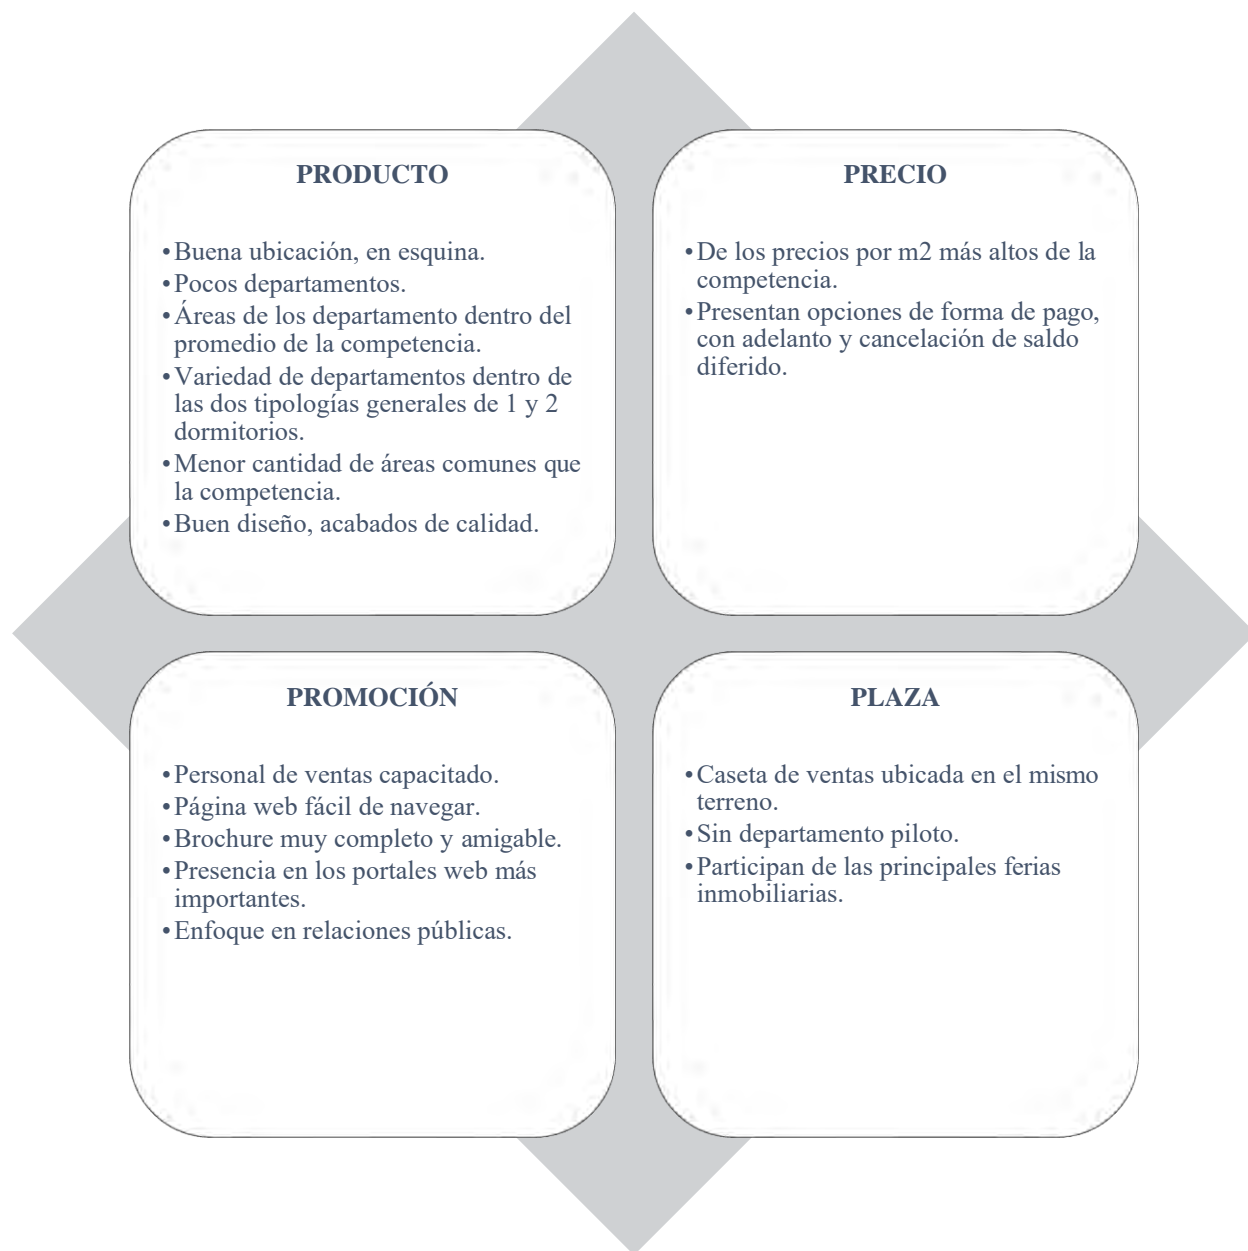 PRODUCTO
•Buena ubicación, en esquina.
•Pocos departamentos.
•Áreas de los departamento dentro del
promedio de la competencia.
•Variedad de departamentos dentro de
las dos tipologías generales de 1 y 2
dormitorios.
•Menor cantidad de áreas comunes que
la competencia.
•Buen diseño, acabados de calidad.
PRECIO
•De los precios por m2 más altos de la
competencia.
•Presentan opciones de forma de pago,
con adelanto y cancelación de saldo
diferido.
PROMOCIÓN
•Personal de ventas capacitado.
•Página web fácil de navegar.
•Brochure muy completo y amigable.
•Presencia en los portales web más
importantes.
•Enfoque en relaciones públicas.
PLAZA
•Caseta de ventas ubicada en el mismo
terreno.
•Sin departamento piloto.
•Participan de las principales ferias
inmobiliarias.